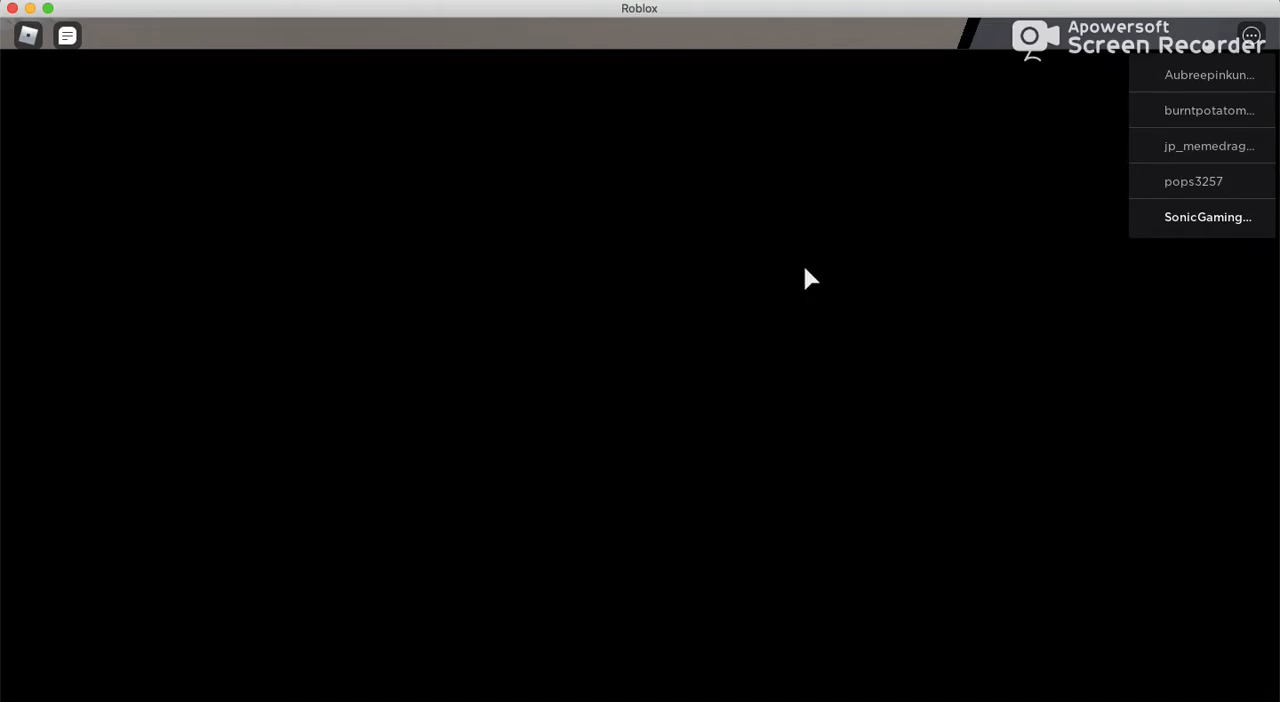 Roblox
Apowersoft
Screen Recorder
Aubreepinkun...
burntpotatom...
jp_memedrag...
pops3257
SonicGaming...